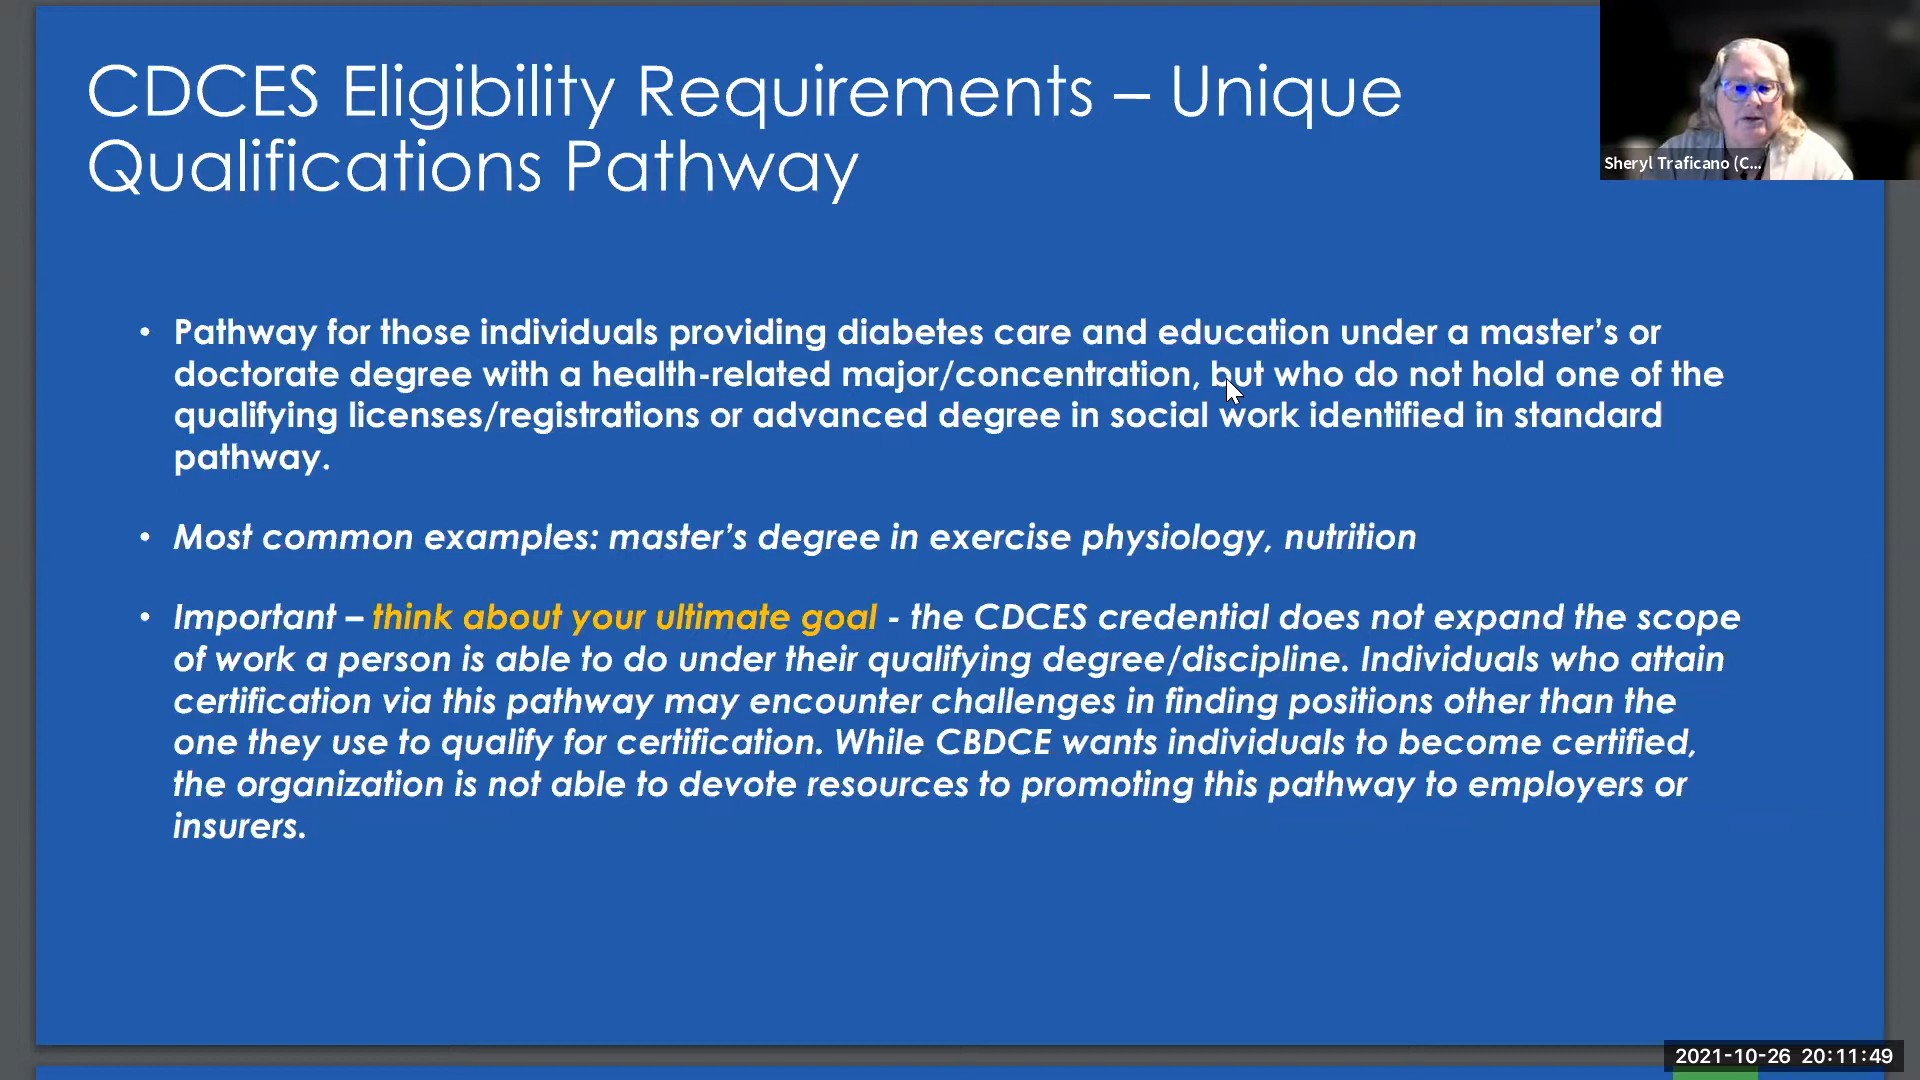 CDCES Eligibility Requirements – Unique
Qualifications Pathway
Sheryl Traficano (C...
• Pathway for those individuals providing diabetes care and education under a master's or
doctorate degree with a health-related major/concentration, but who do not hold one of the
qualifying licenses/registrations or advanced degree in social work identified in standard
pathway.
• Most common examples: master's degree in exercise physiology, nutrition
• Important – think about your ultimate goal - the CDCES credential does not expand the scope
of work a person is able to do under their qualifying degree/discipline. Individuals who attain
certification via this pathway may encounter challenges in finding positions other than the
one they use to qualify for certification. While CBDCE wants individuals to become certified,
the organization is not able to devote resources to promoting this pathway to employers or
insurers.
2021-10-26 20:11:49